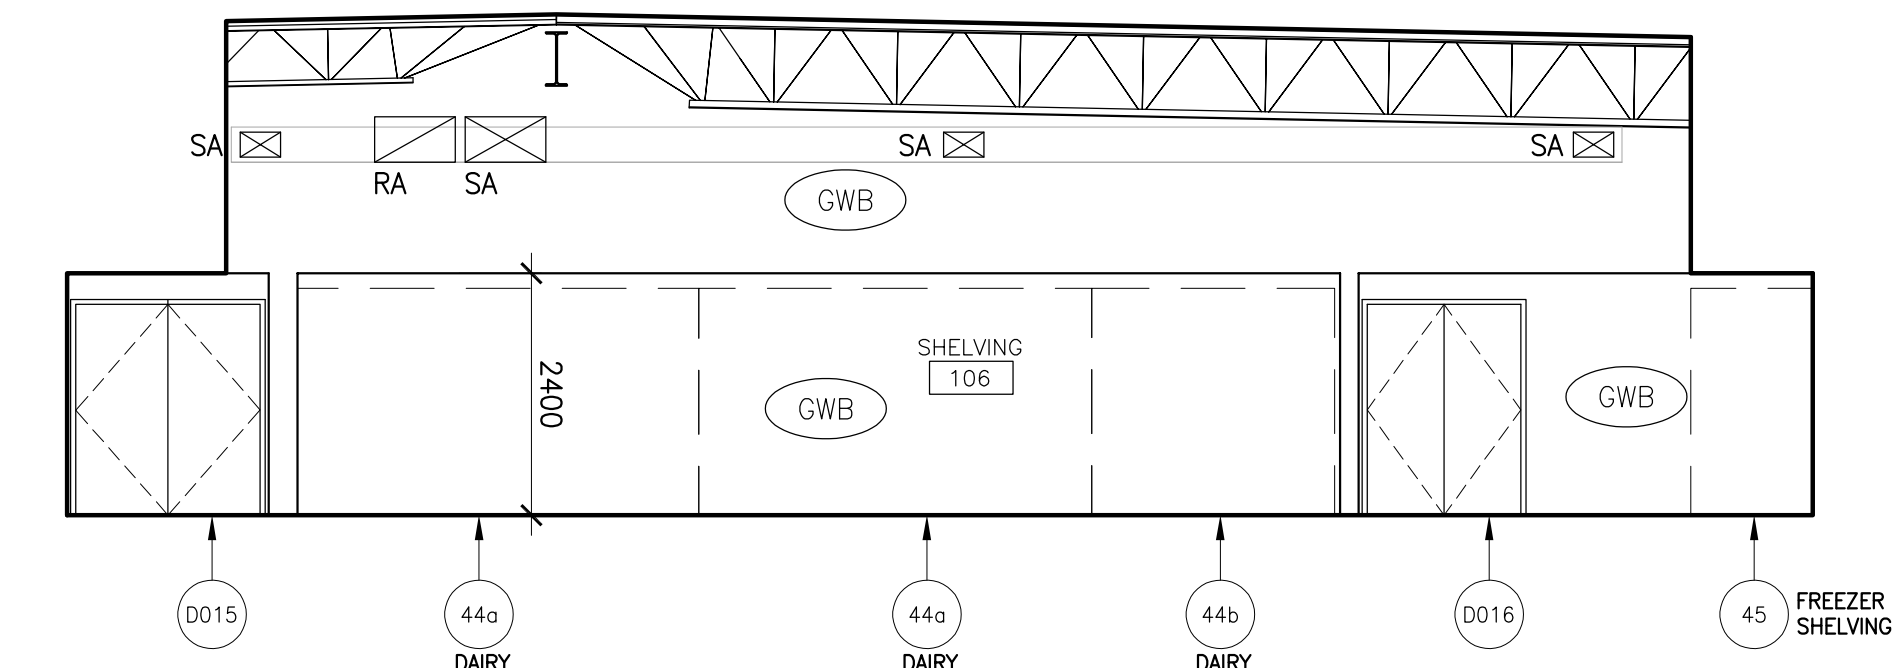 SA
SA
SA
RA
SA
GWB
SHELVING
106
2400
GWB
GWB
D015
44a
44a
44b
D016
45
FREEZER
SHELVING
DAIRY
DAIRY
DAIRY